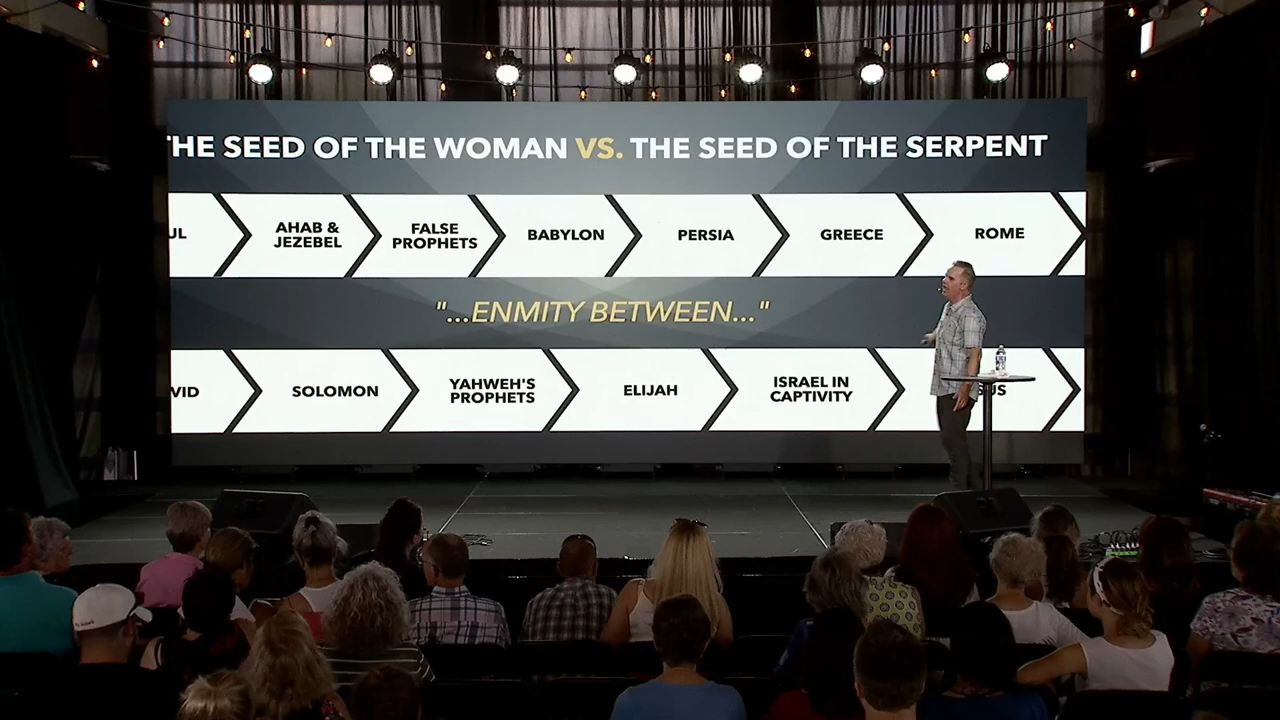 THE SEED OF THE WOMAN VS. THE SEED OF THE SERPENT
UL
AHAB &
JEZEBEL
FALSE
PROPHETS
BABYLON
PERSIA
GREECE
ROME
"...ENMITY BETWEEN..."
VID
SOLOMON
YAHWEH'S
PROPHETS
ELIJAH
ISRAEL IN
CAPTIVITY
SUS